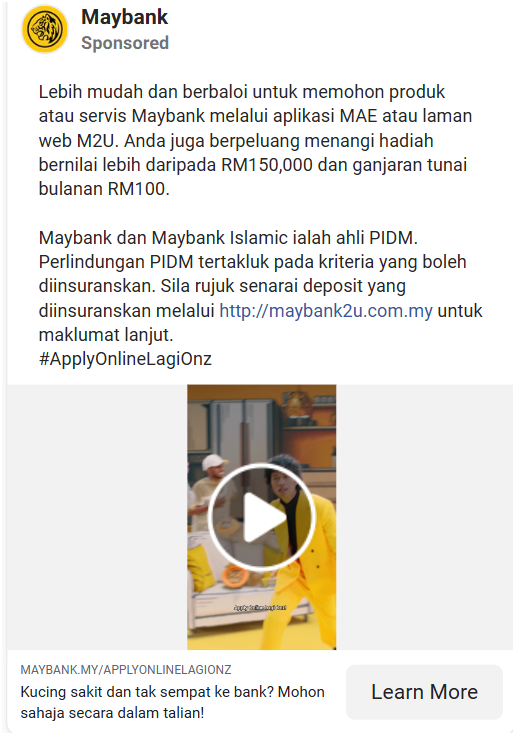 Maybank
Sponsored
Lebih mudah dan berbaloi untuk memohon produk
atau servis Maybank melalui aplikasi MAE atau laman
web M2U. Anda juga berpeluang menangi hadiah
bernilai lebih daripada RM150,000 dan ganjaran tunai
bulanan RM100.
Maybank dan Maybank Islamic ialah ahli PIDM.
Perlindungan PIDM tertakluk pada kriteria yang boleh
diinsuranskan. Sila rujuk senarai deposit yang
diinsuranskan melalui http://maybank2u.com.my untuk
maklumat lanjut.
#ApplyOnlineLagiOnz
MAYBANK.MY/APPLYONLINELAGIONZ
Kucing sakit dan tak sempat ke bank? Mohon
sahaja secara dalam talian!
Learn More